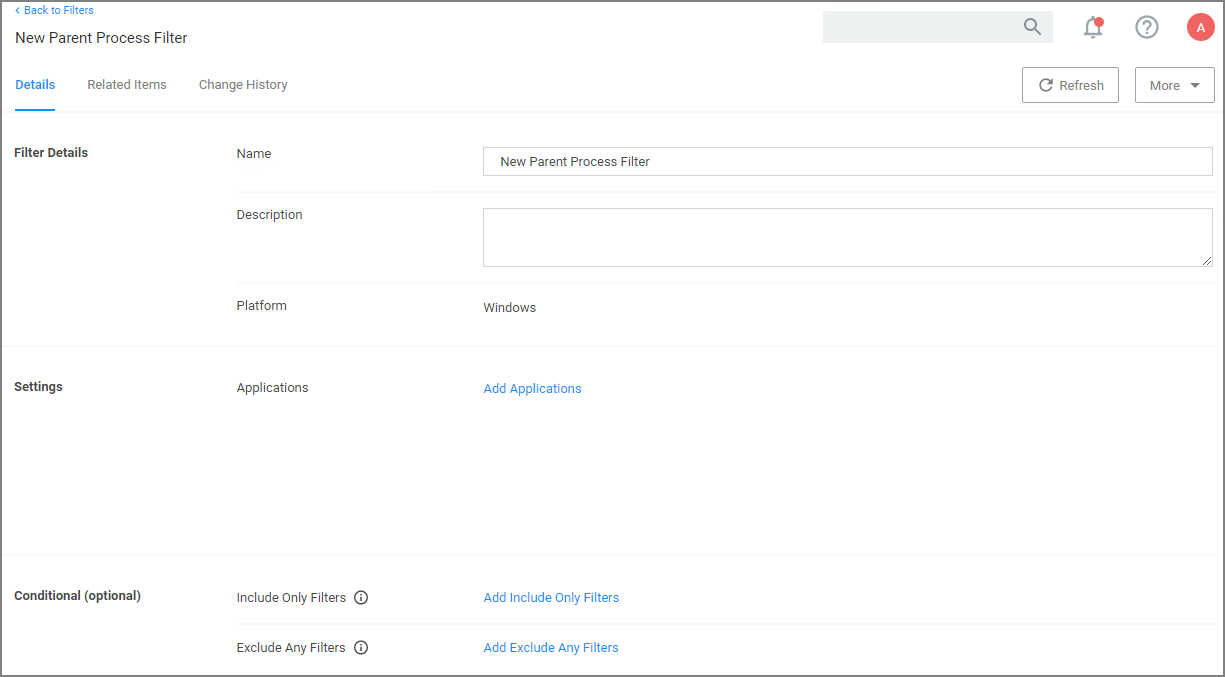 Back to Filters
New Parent Process Filter
A
Details Related Items Change History Refresh More
Filter Details Name New Parent Process Filter
Description
Platform Windows
Settings Applications Add Applications
Conditional (optional) Include Only Filters Add Include Only Filters
Exclude Any Filters Add Exclude Any Filters